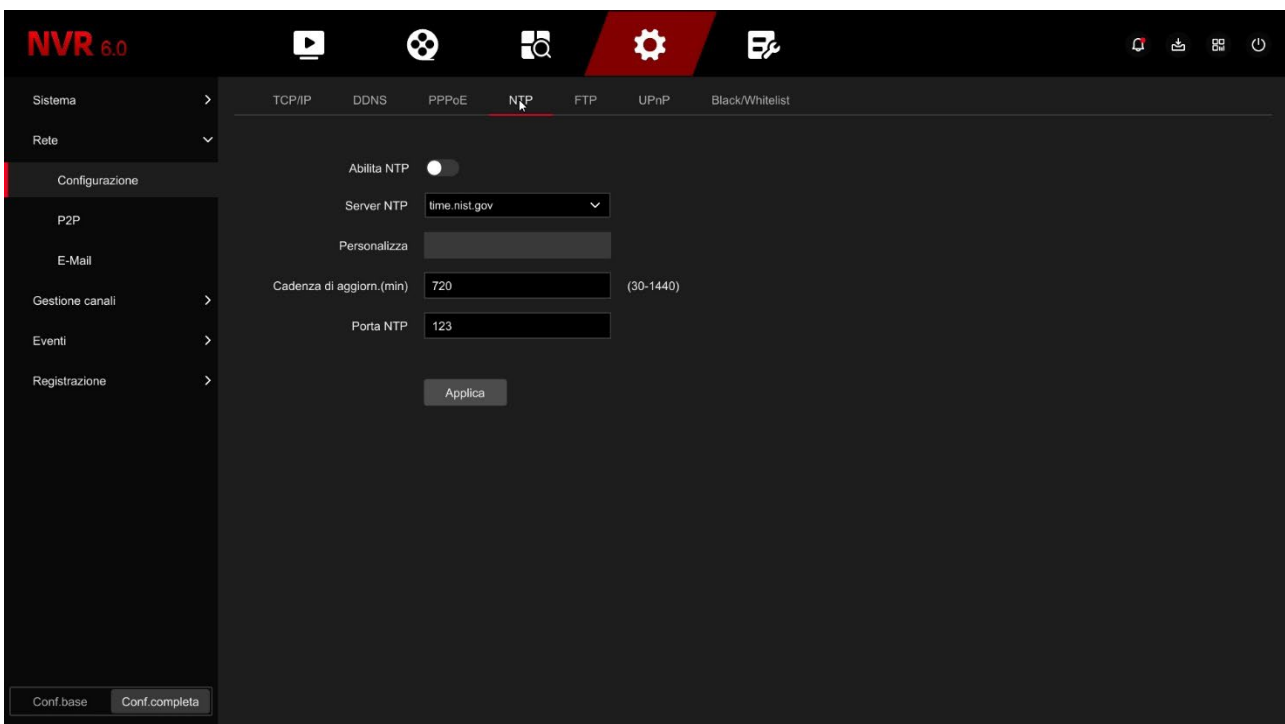 NVR 6.0
Sistema
TCP/IP DDNS PPPoE NTP FTP UPnP Black/Whitelist
Rete
Configurazione
P2P
E-Mail
Gestione canali
Eventi
Registrazione
Abilita NTP
Server NTP time.nist.gov
Personalizza
Cadenza di aggiorn.(min) 720 (30-1440)
Porta NTP 123
Applica
Conf.base Conf.completa